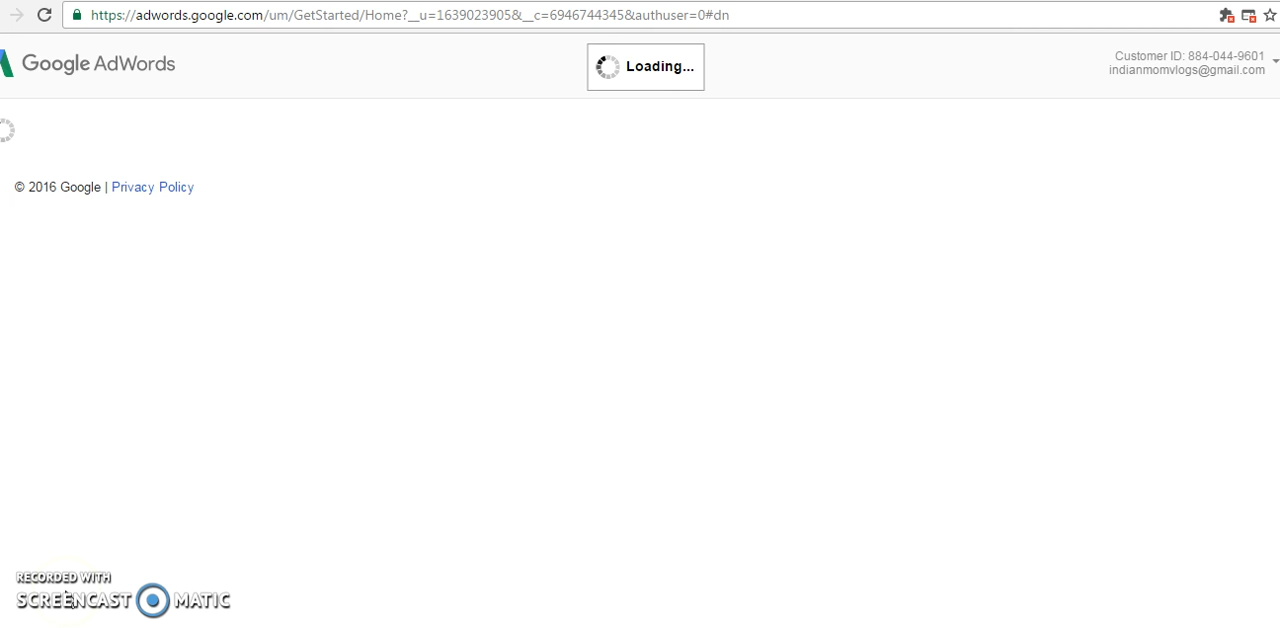 https://adwords.google.com/um/GetStarted/Home?__u=1639023905&__c=6946744345&authuser=0#dn
Google AdWords
Loading...
Customer ID: 884-044-9601
indianmomvlogs@gmail.com
© 2016 Google | Privacy Policy
RECORDED WITH
SCREENCAST MATIC